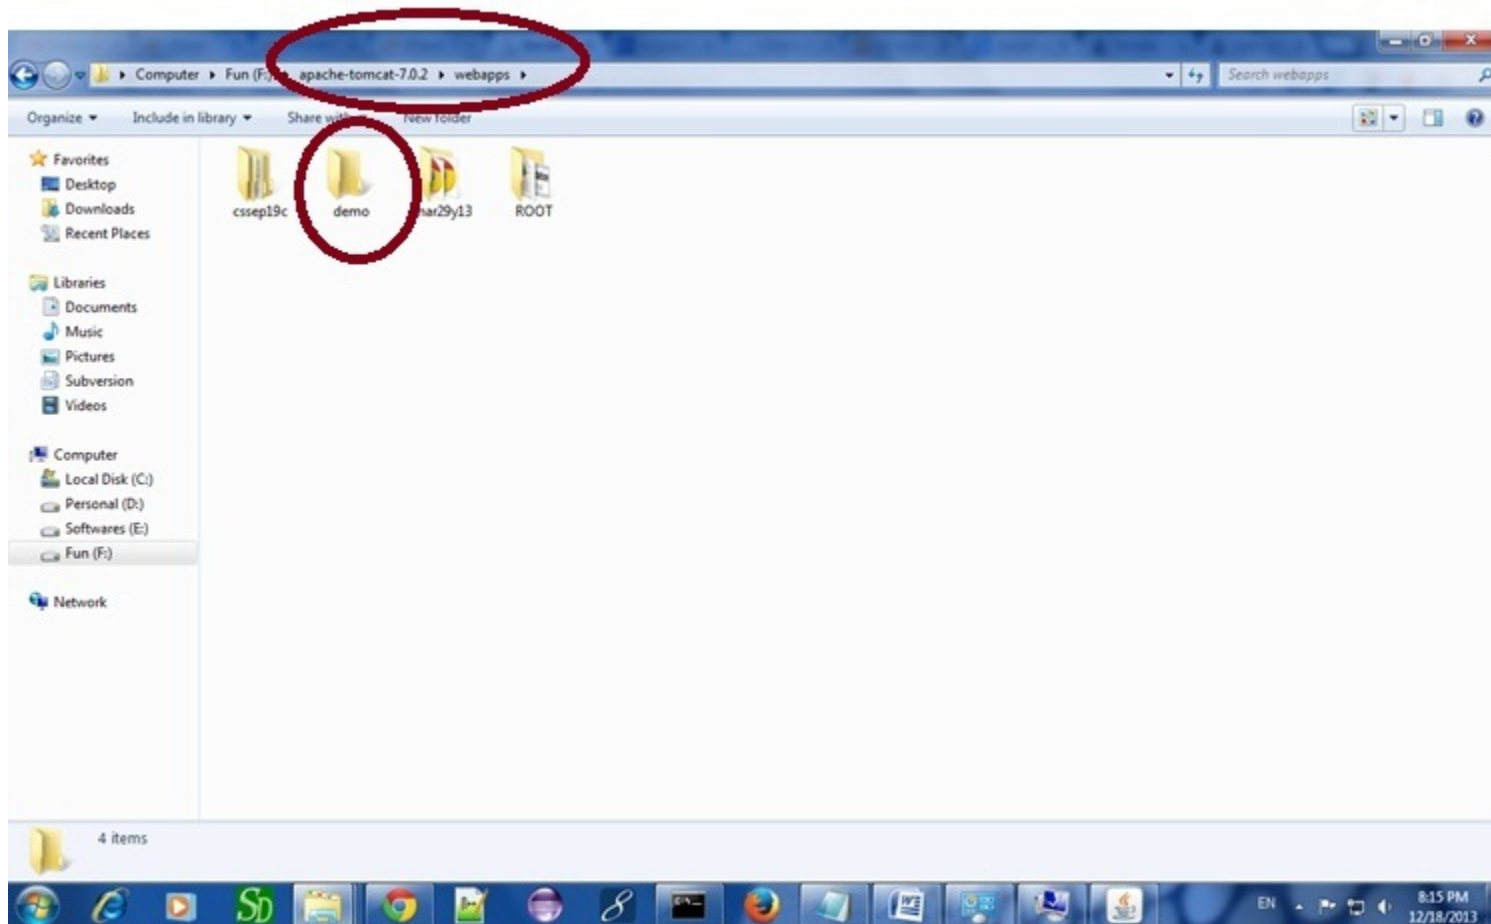 Computer Fun (F:) apache-tomcat-7.0.2 webapps
Search webapps
Organize Include in library Share with New folder
Favorites
Desktop
Downloads
Recent Places
Libraries
Documents
Music
Pictures
Subversion
Videos
Computer
Local Disk (C:)
Personal (D:)
Softwares (E:)
Fun (F:)
Network
cssep19c demo ROOT
4 items
EN
8:15 PM
12/18/2013